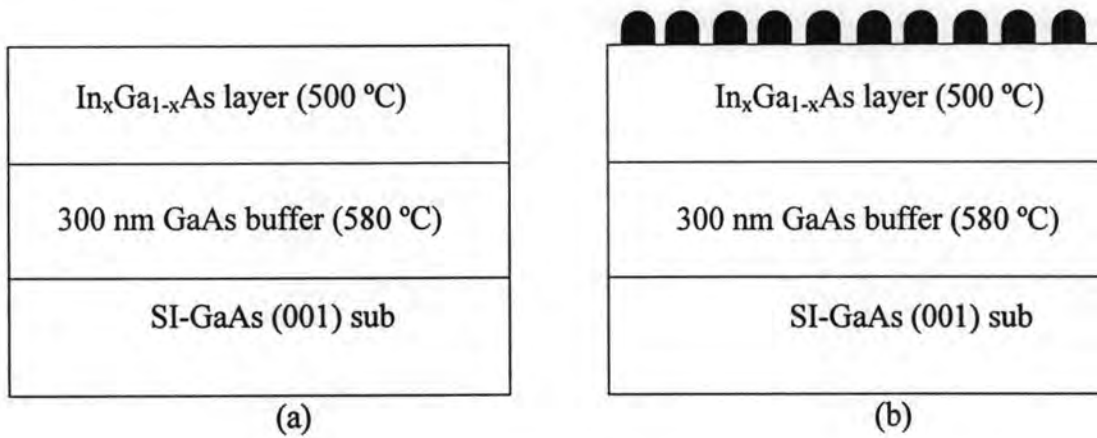 InₓGa₁₋ₓAs layer (500 ºC)
300 nm GaAs buffer (580 ºC)
SI-GaAs (001) sub
(a)
InₓGa₁₋ₓAs layer (500 ºC)
300 nm GaAs buffer (580 ºC)
SI-GaAs (001) sub
(b)